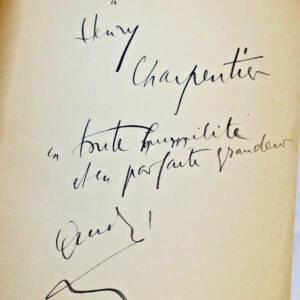 à
Henry
Charpentier
en toute humilité
et en parfaite grandeur